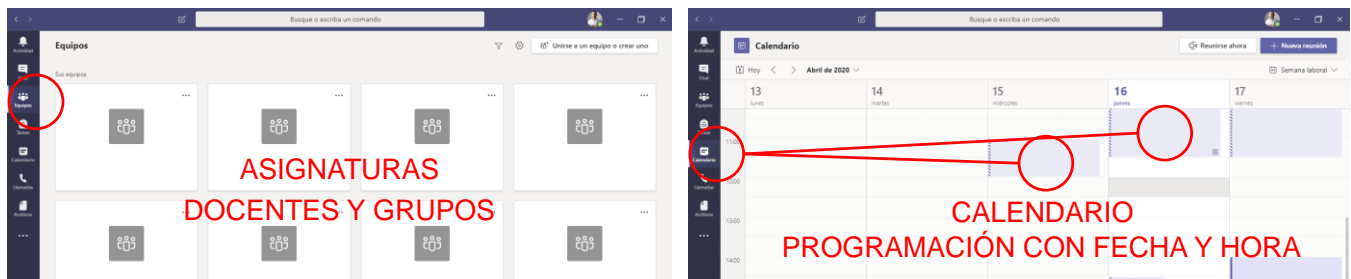 Busque o escriba un comando
Actividad
Equipos
Unirse a un equipo o crear uno
Chat
Sus equipos
Equipos
Tareas
Calendario
Llamadas
Archivos
ASIGNATURAS
DOCENTES Y GRUPOS
Busque o escriba un comando
Actividad
Calendario
Reunirse ahora
+ Nueva reunión
Chat
Hoy
Abril de 2020
Semana laboral
13
lunes
14
martes
15
miércoles
16
jueves
17
viernes
Equipos
11:00
Calendario
12:00
Llamadas
Archivos
13:00
14:00
CALENDARIO
PROGRAMACIÓN CON FECHA Y HORA